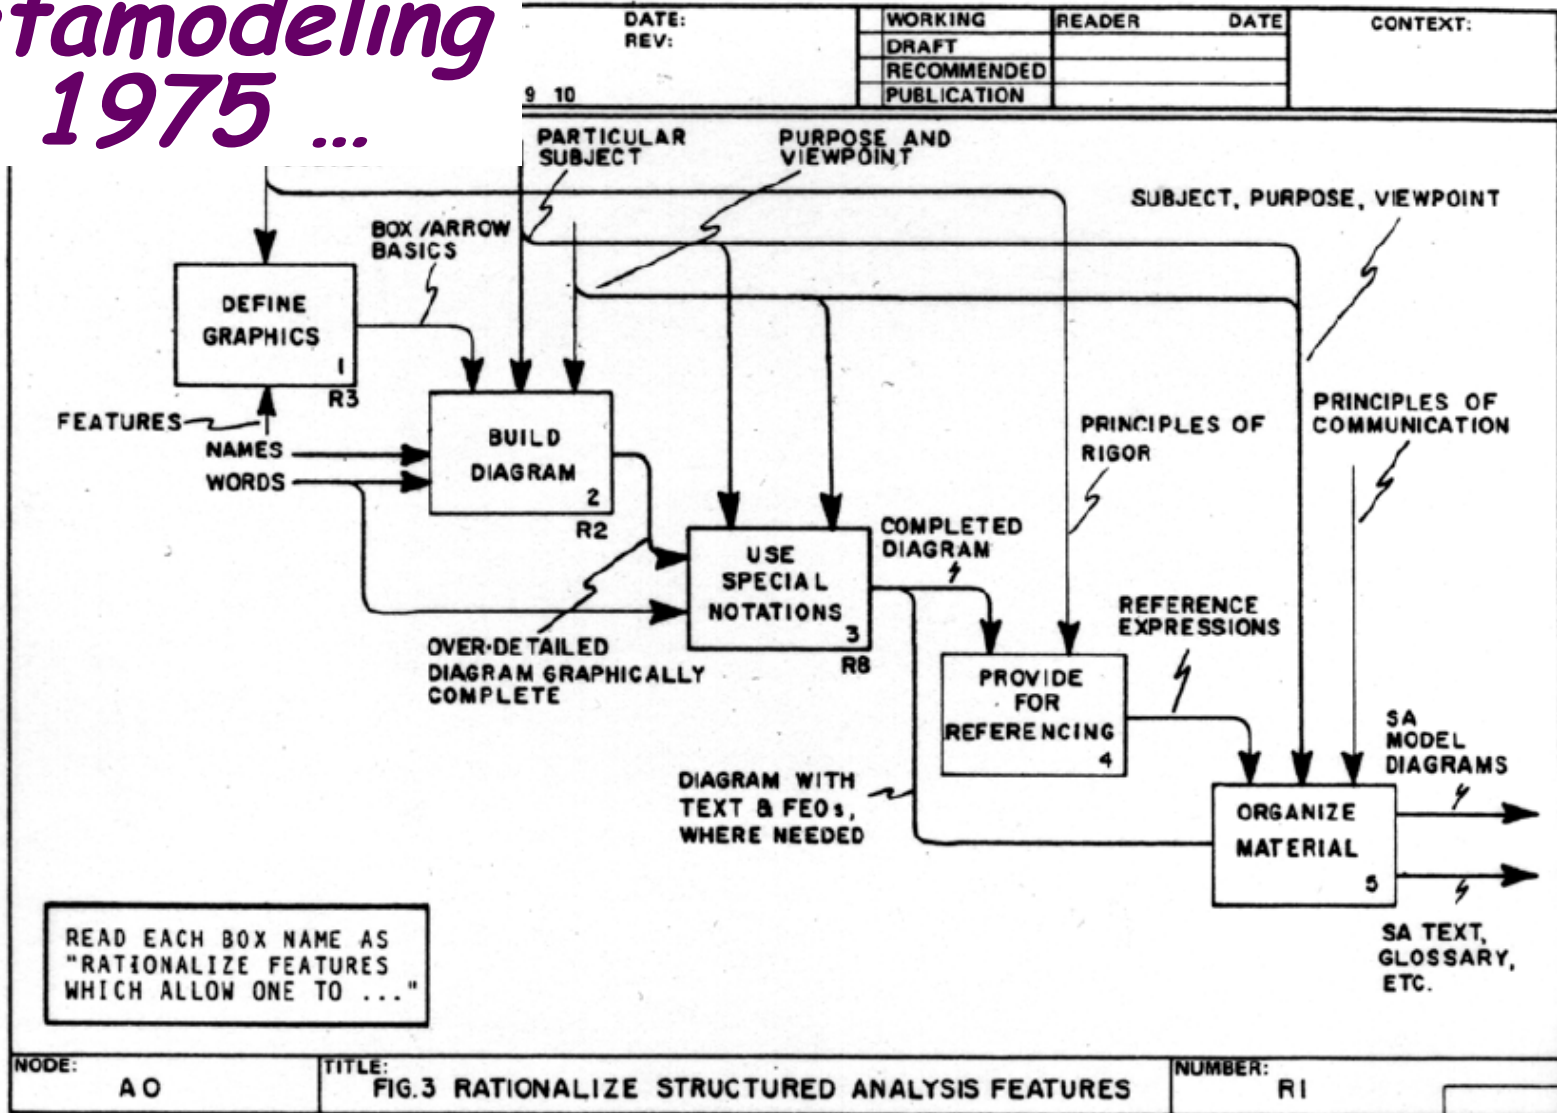 etamodeling
1975 ...
DATE:
REV:
9 10
WORKING
DRAFT
RECOMMENDED
PUBLICATION
READER DATE
CONTEXT:
PARTICULAR
SUBJECT
PURPOSE AND
VIEWPOINT
SUBJECT, PURPOSE, VIEWPOINT
BOX/ARROW
BASICS
DEFINE
GRAPHICS
1
R3
FEATURES
NAMES
WORDS
BUILD
DIAGRAM
2
R2
PRINCIPLES OF
RIGOR
PRINCIPLES OF
COMMUNICATION
USE
SPECIAL
NOTATIONS
3
R8
COMPLETED
DIAGRAM
OVER-DETAILED
DIAGRAM GRAPHICALLY
COMPLETE
REFERENCE
EXPRESSIONS
PROVIDE
FOR
REFERENCING
4
DIAGRAM WITH
TEXT & FEOs,
WHERE NEEDED
SA
MODEL
DIAGRAMS
ORGANIZE
MATERIAL
5
SA TEXT,
GLOSSARY,
ETC.
READ EACH BOX NAME AS
"RATIONALIZE FEATURES
WHICH ALLOW ONE TO ..."
NODE:
A0
TITLE:
FIG.3 RATIONALIZE STRUCTURED ANALYSIS FEATURES
NUMBER:
R1